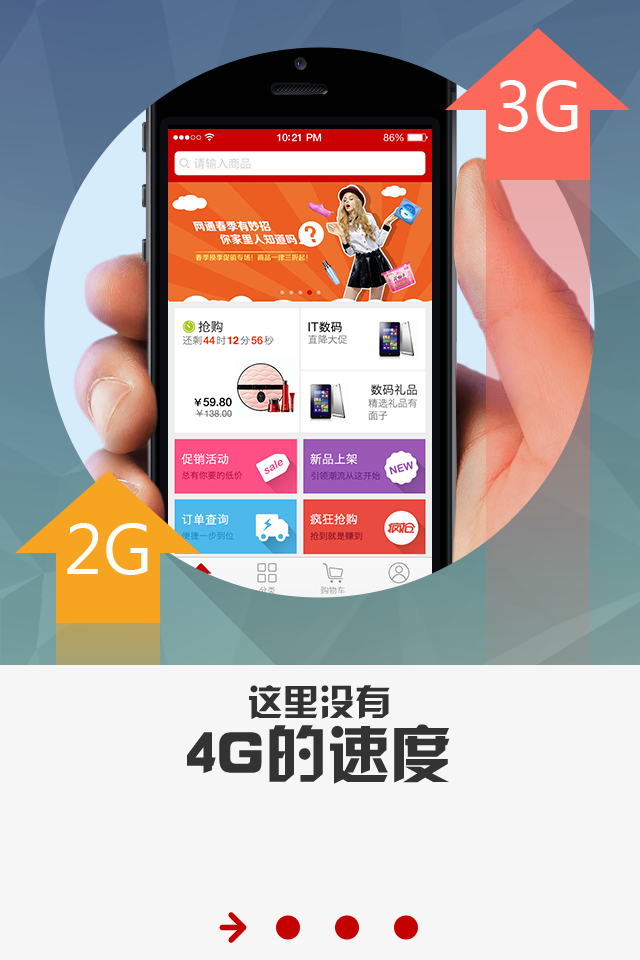 3G
10:21 PM
86%
请输入商品
网通春季有妙招
你家里人知道吗
?
春季换季促销专场！商品一律三折起！
抢购
还剩44时12分56秒
￥59.80
￥138.00
IT数码
直降大促
数码礼品
精选礼品有
面子
促销活动
总有你要的低价
sale
新品上架
引领潮流从这开始
NEW
订单查询
便捷一步到位
疯狂抢购
抢到就是赚到
疯抢
分类
购物车
2G
这里没有
4G的速度